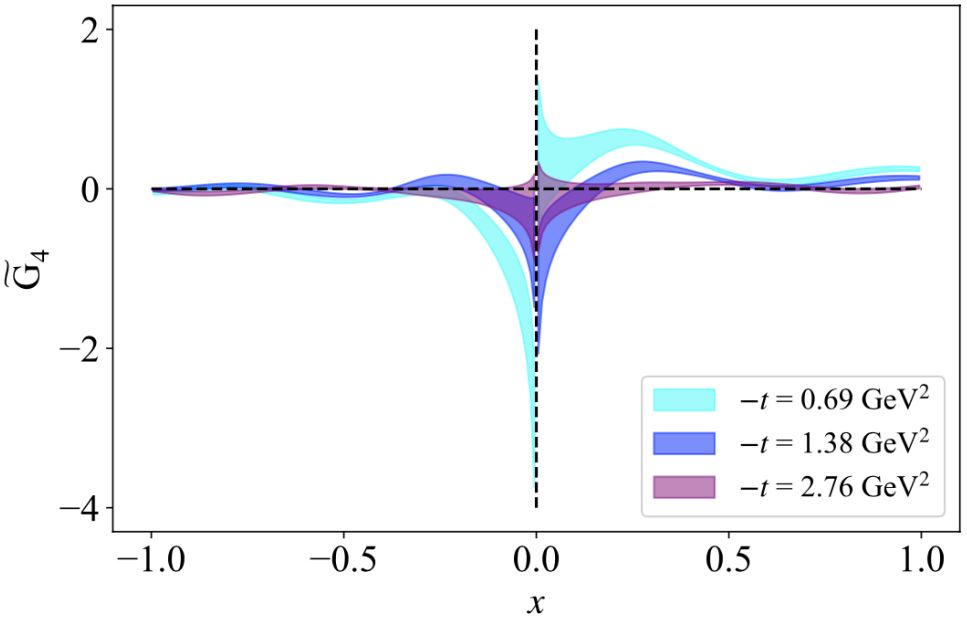 2
0
−2
−4
G̃₄
−1.0 −0.5 0.0 0.5 1.0
x
−t = 0.69 GeV²
−t = 1.38 GeV²
−t = 2.76 GeV²